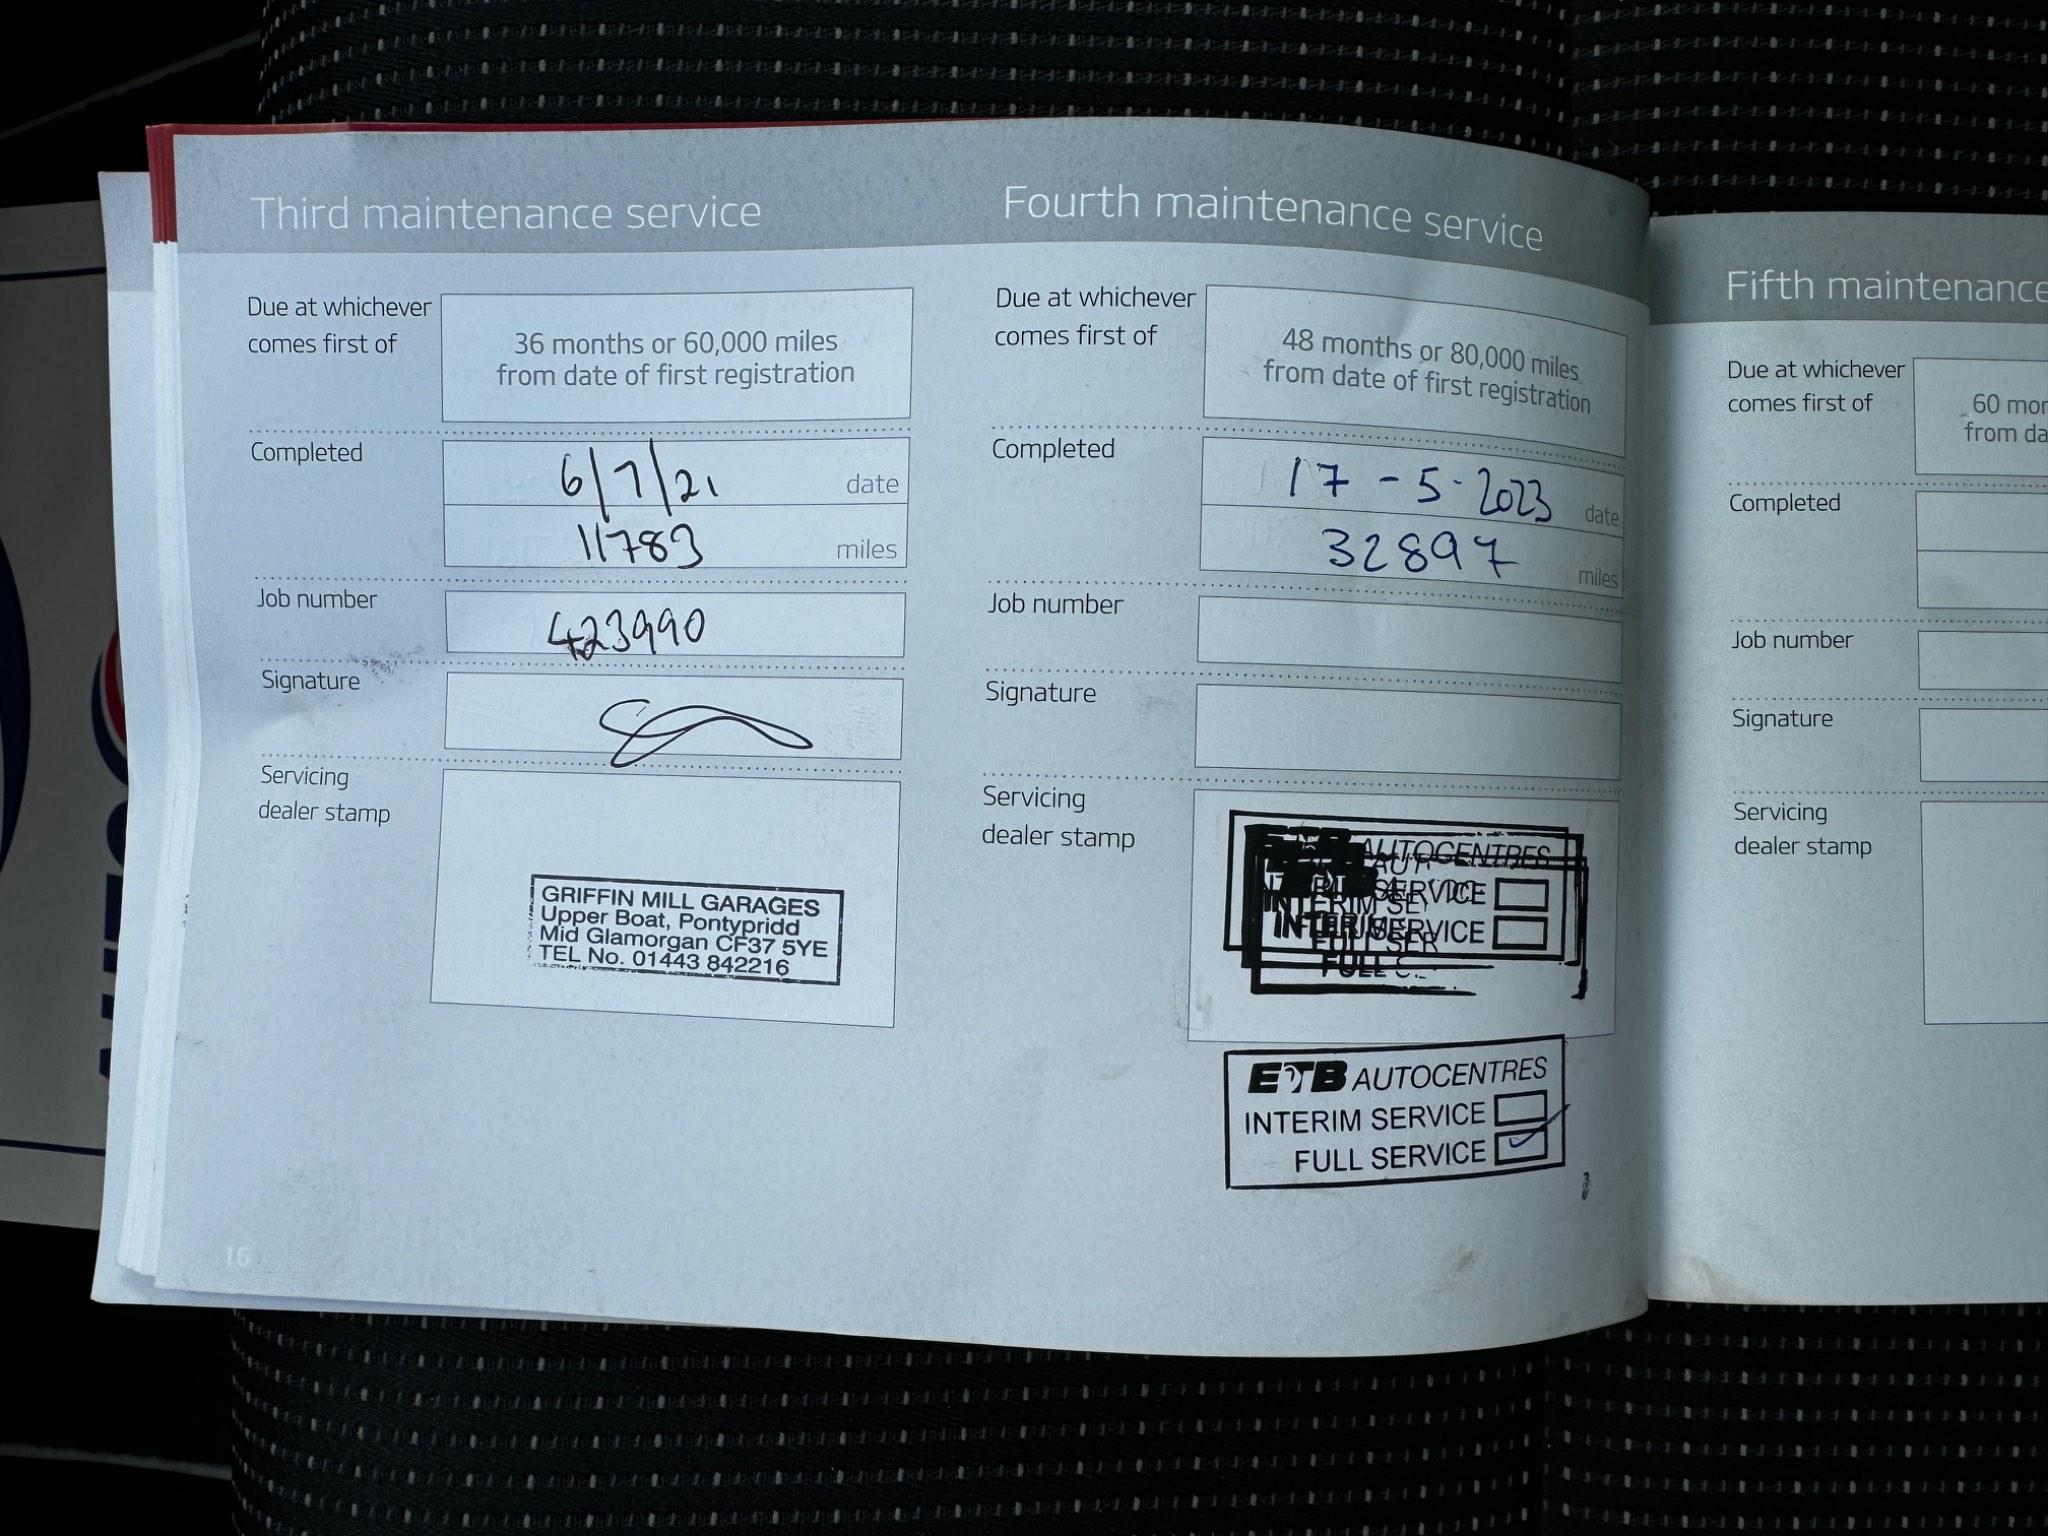 Third maintenance service
Due at whichever
comes first of
36 months or 60,000 miles
from date of first registration
Completed
6/7/21 date
11783 miles
Job number
423990
Signature
Servicing
dealer stamp
GRIFFIN MILL GARAGES
Upper Boat, Pontypridd
Mid Glamorgan CF37 5YE
TEL No. 01443 842216
16
Fourth maintenance service
Due at whichever
comes first of
48 months or 80,000 miles
from date of first registration
Completed
17-5-2023 date
32897 miles
Job number
Signature
Servicing
dealer stamp
ETB AUTOCENTRES
SERVICE
INTERIM SERVICE
ETB AUTOCENTRES
INTERIM SERVICE
FULL SERVICE
Fifth maintenance
Due at whichever
comes first of
60
from
Completed
Job number
Signature
Servicing
dealer stamp